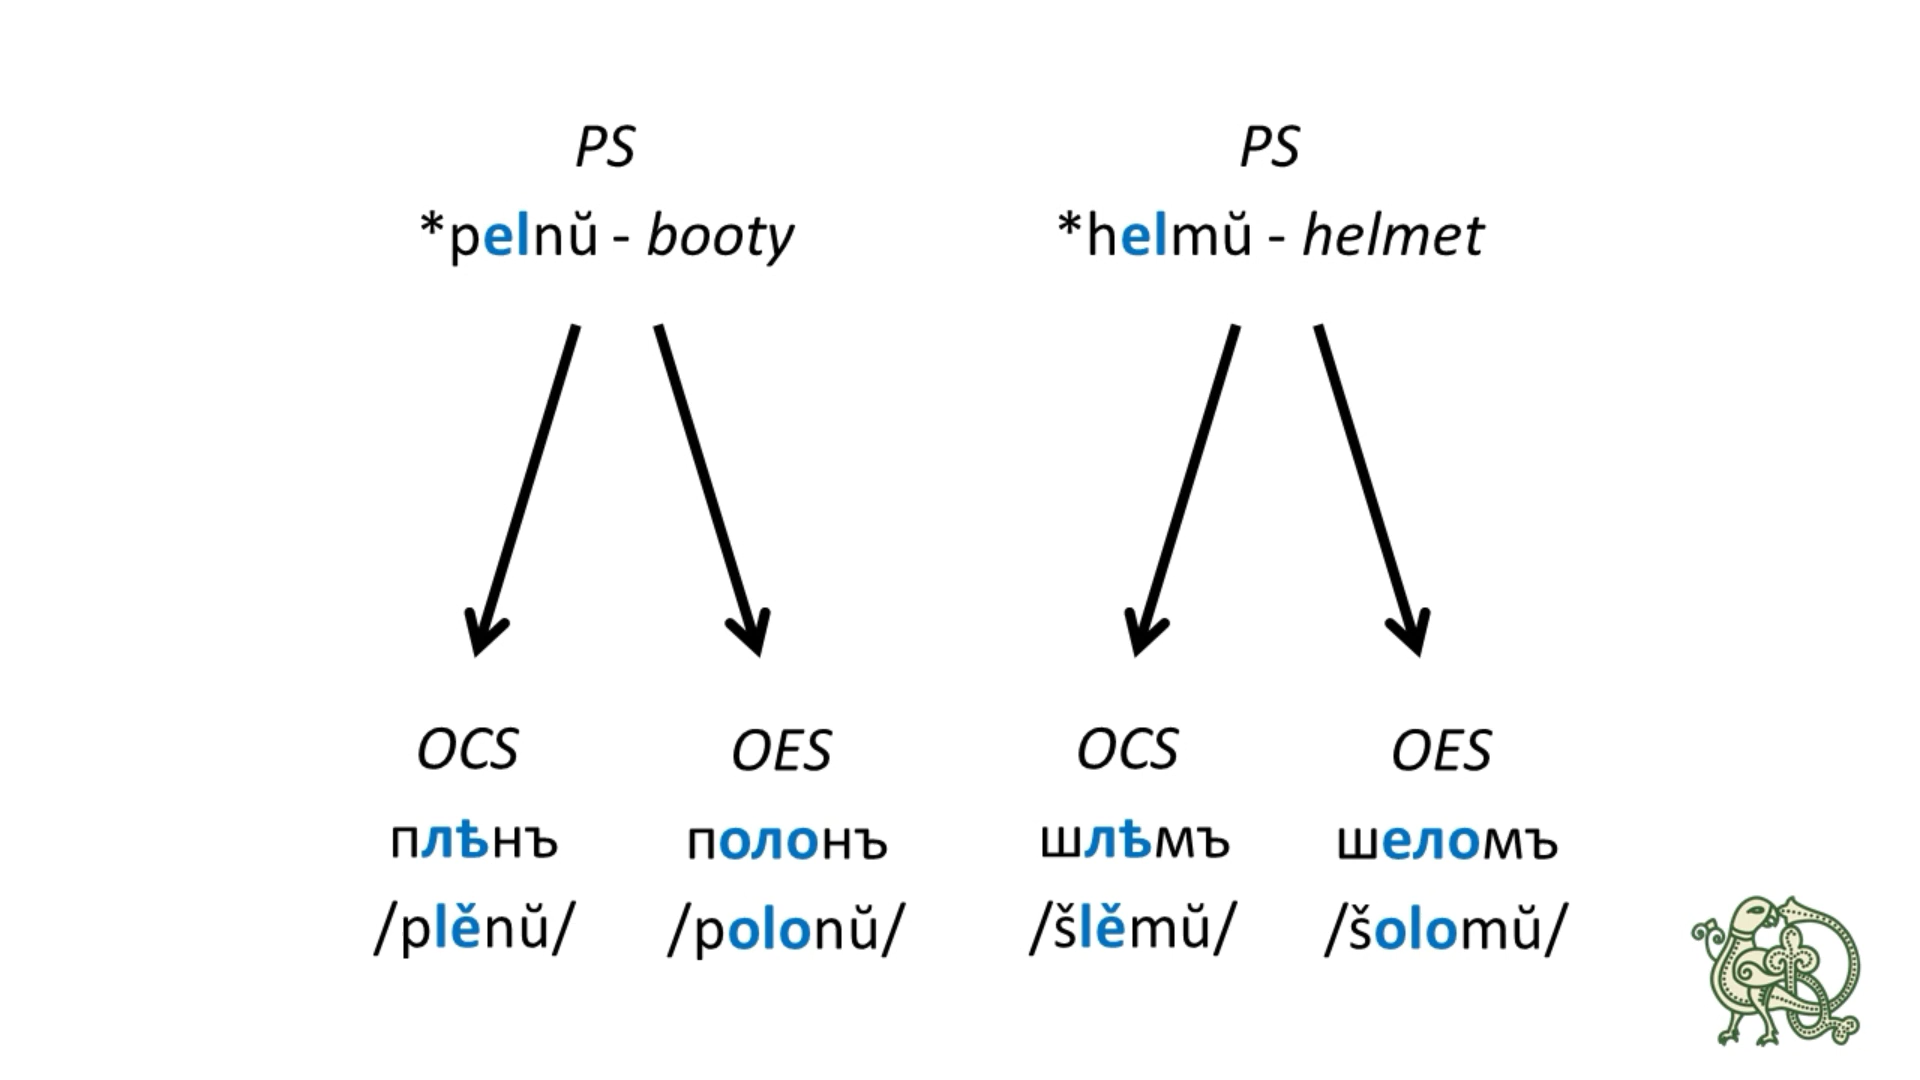 PS
*pelnŭ - booty
PS
*helmŭ - helmet
OCS
плѣнъ
/plěnŭ/
OES
полонъ
/polonŭ/
OCS
шлѣмъ
/šlěmŭ/
OES
шеломъ
/šolomŭ/